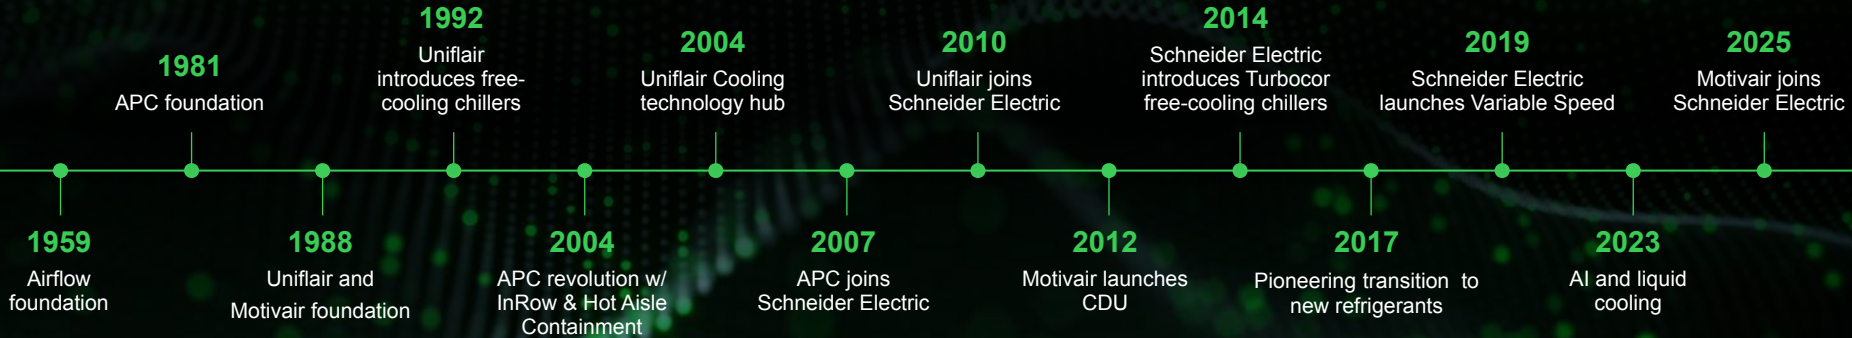 1959
Airflow
foundation
1981
APC foundation
1988
Uniflair and
Motivair foundation
1992
Uniflair
introduces free-
cooling chillers
2004
APC revolution w/
InRow & Hot Aisle
Containment
2004
Uniflair Cooling
technology hub
2007
APC joins
Schneider Electric
2010
Uniflair joins
Schneider Electric
2012
Motivair launches
CDU
2014
Schneider Electric
introduces Turbocor
free-cooling chillers
2017
Pioneering transition to
new refrigerants
2019
Schneider Electric
launches Variable Speed
2023
AI and liquid
cooling
2025
Motivair joins
Schneider Electric